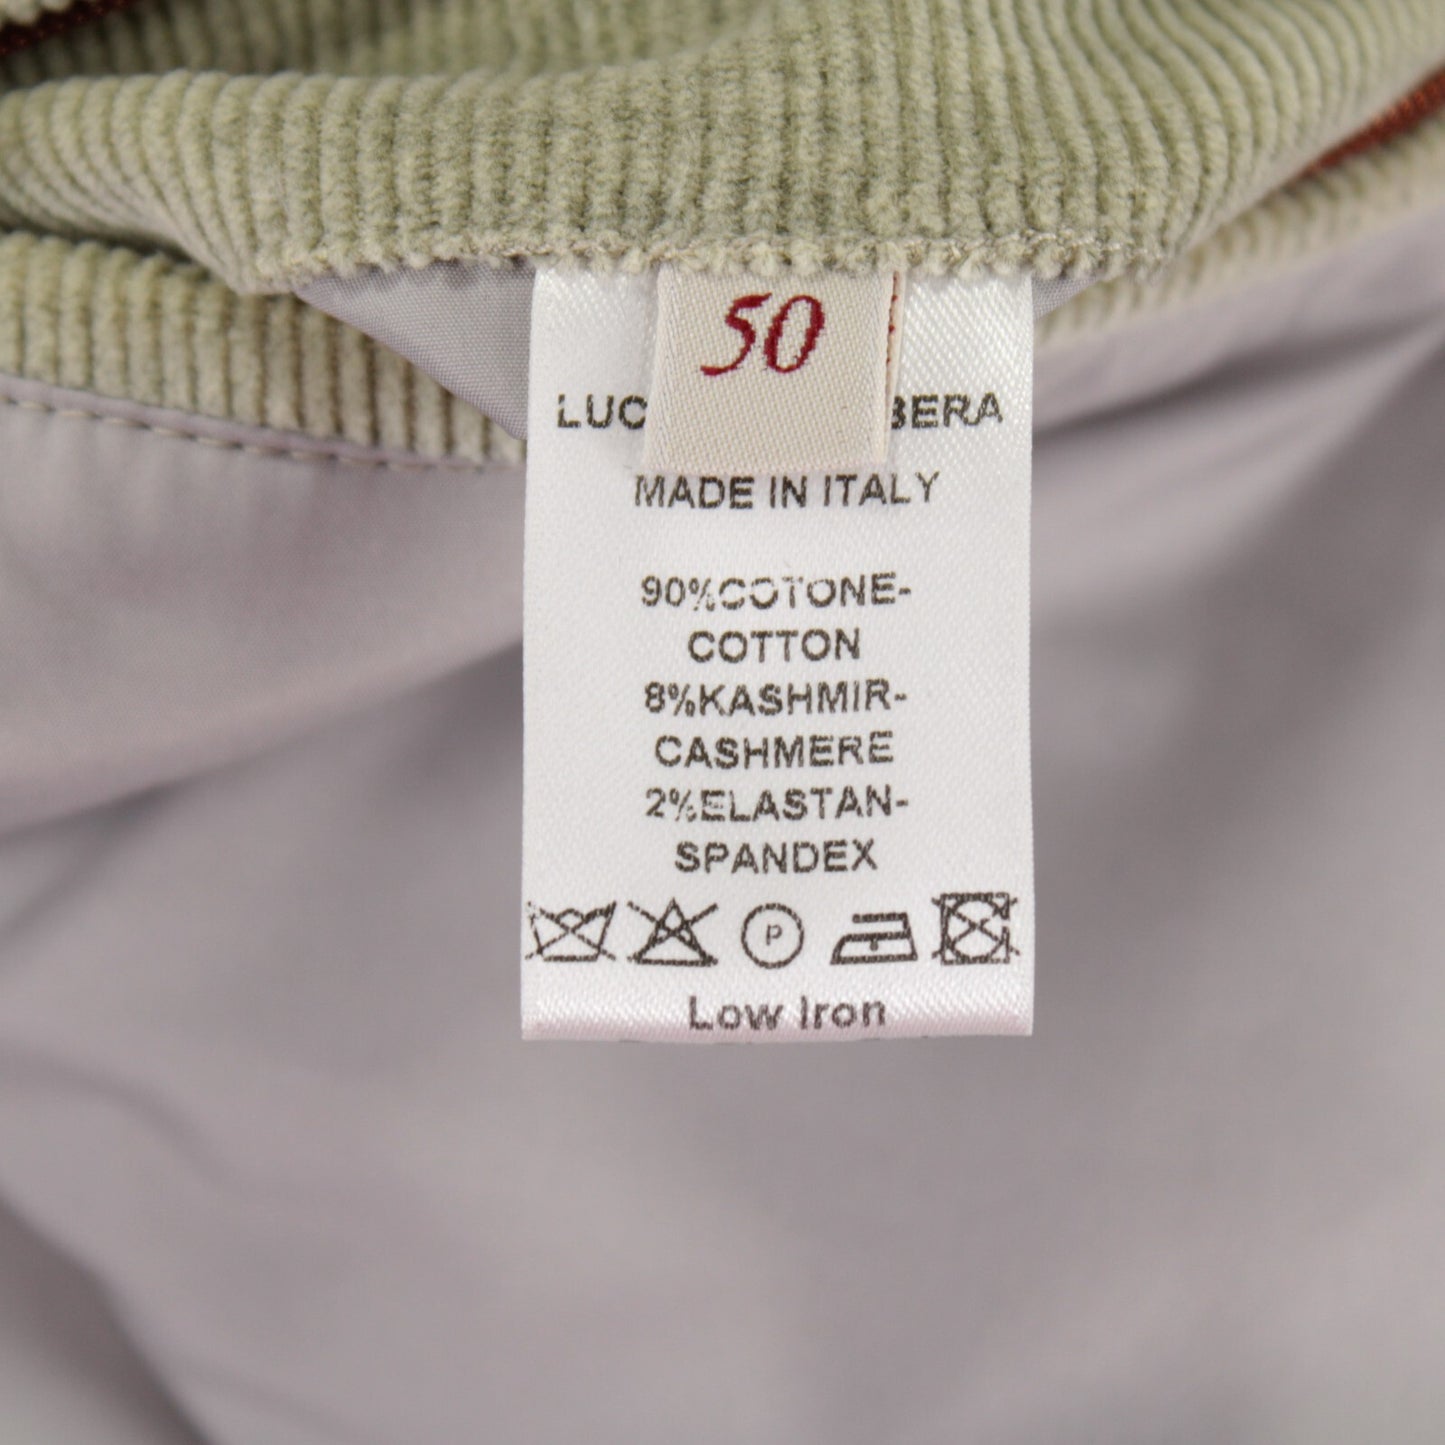 50
LUC BERA
MADE IN ITALY
90%COTONE-
COTTON
8%KASHMIR-
CASHMERE
2%ELASTAN-
SPANDEX
P
Low Iron